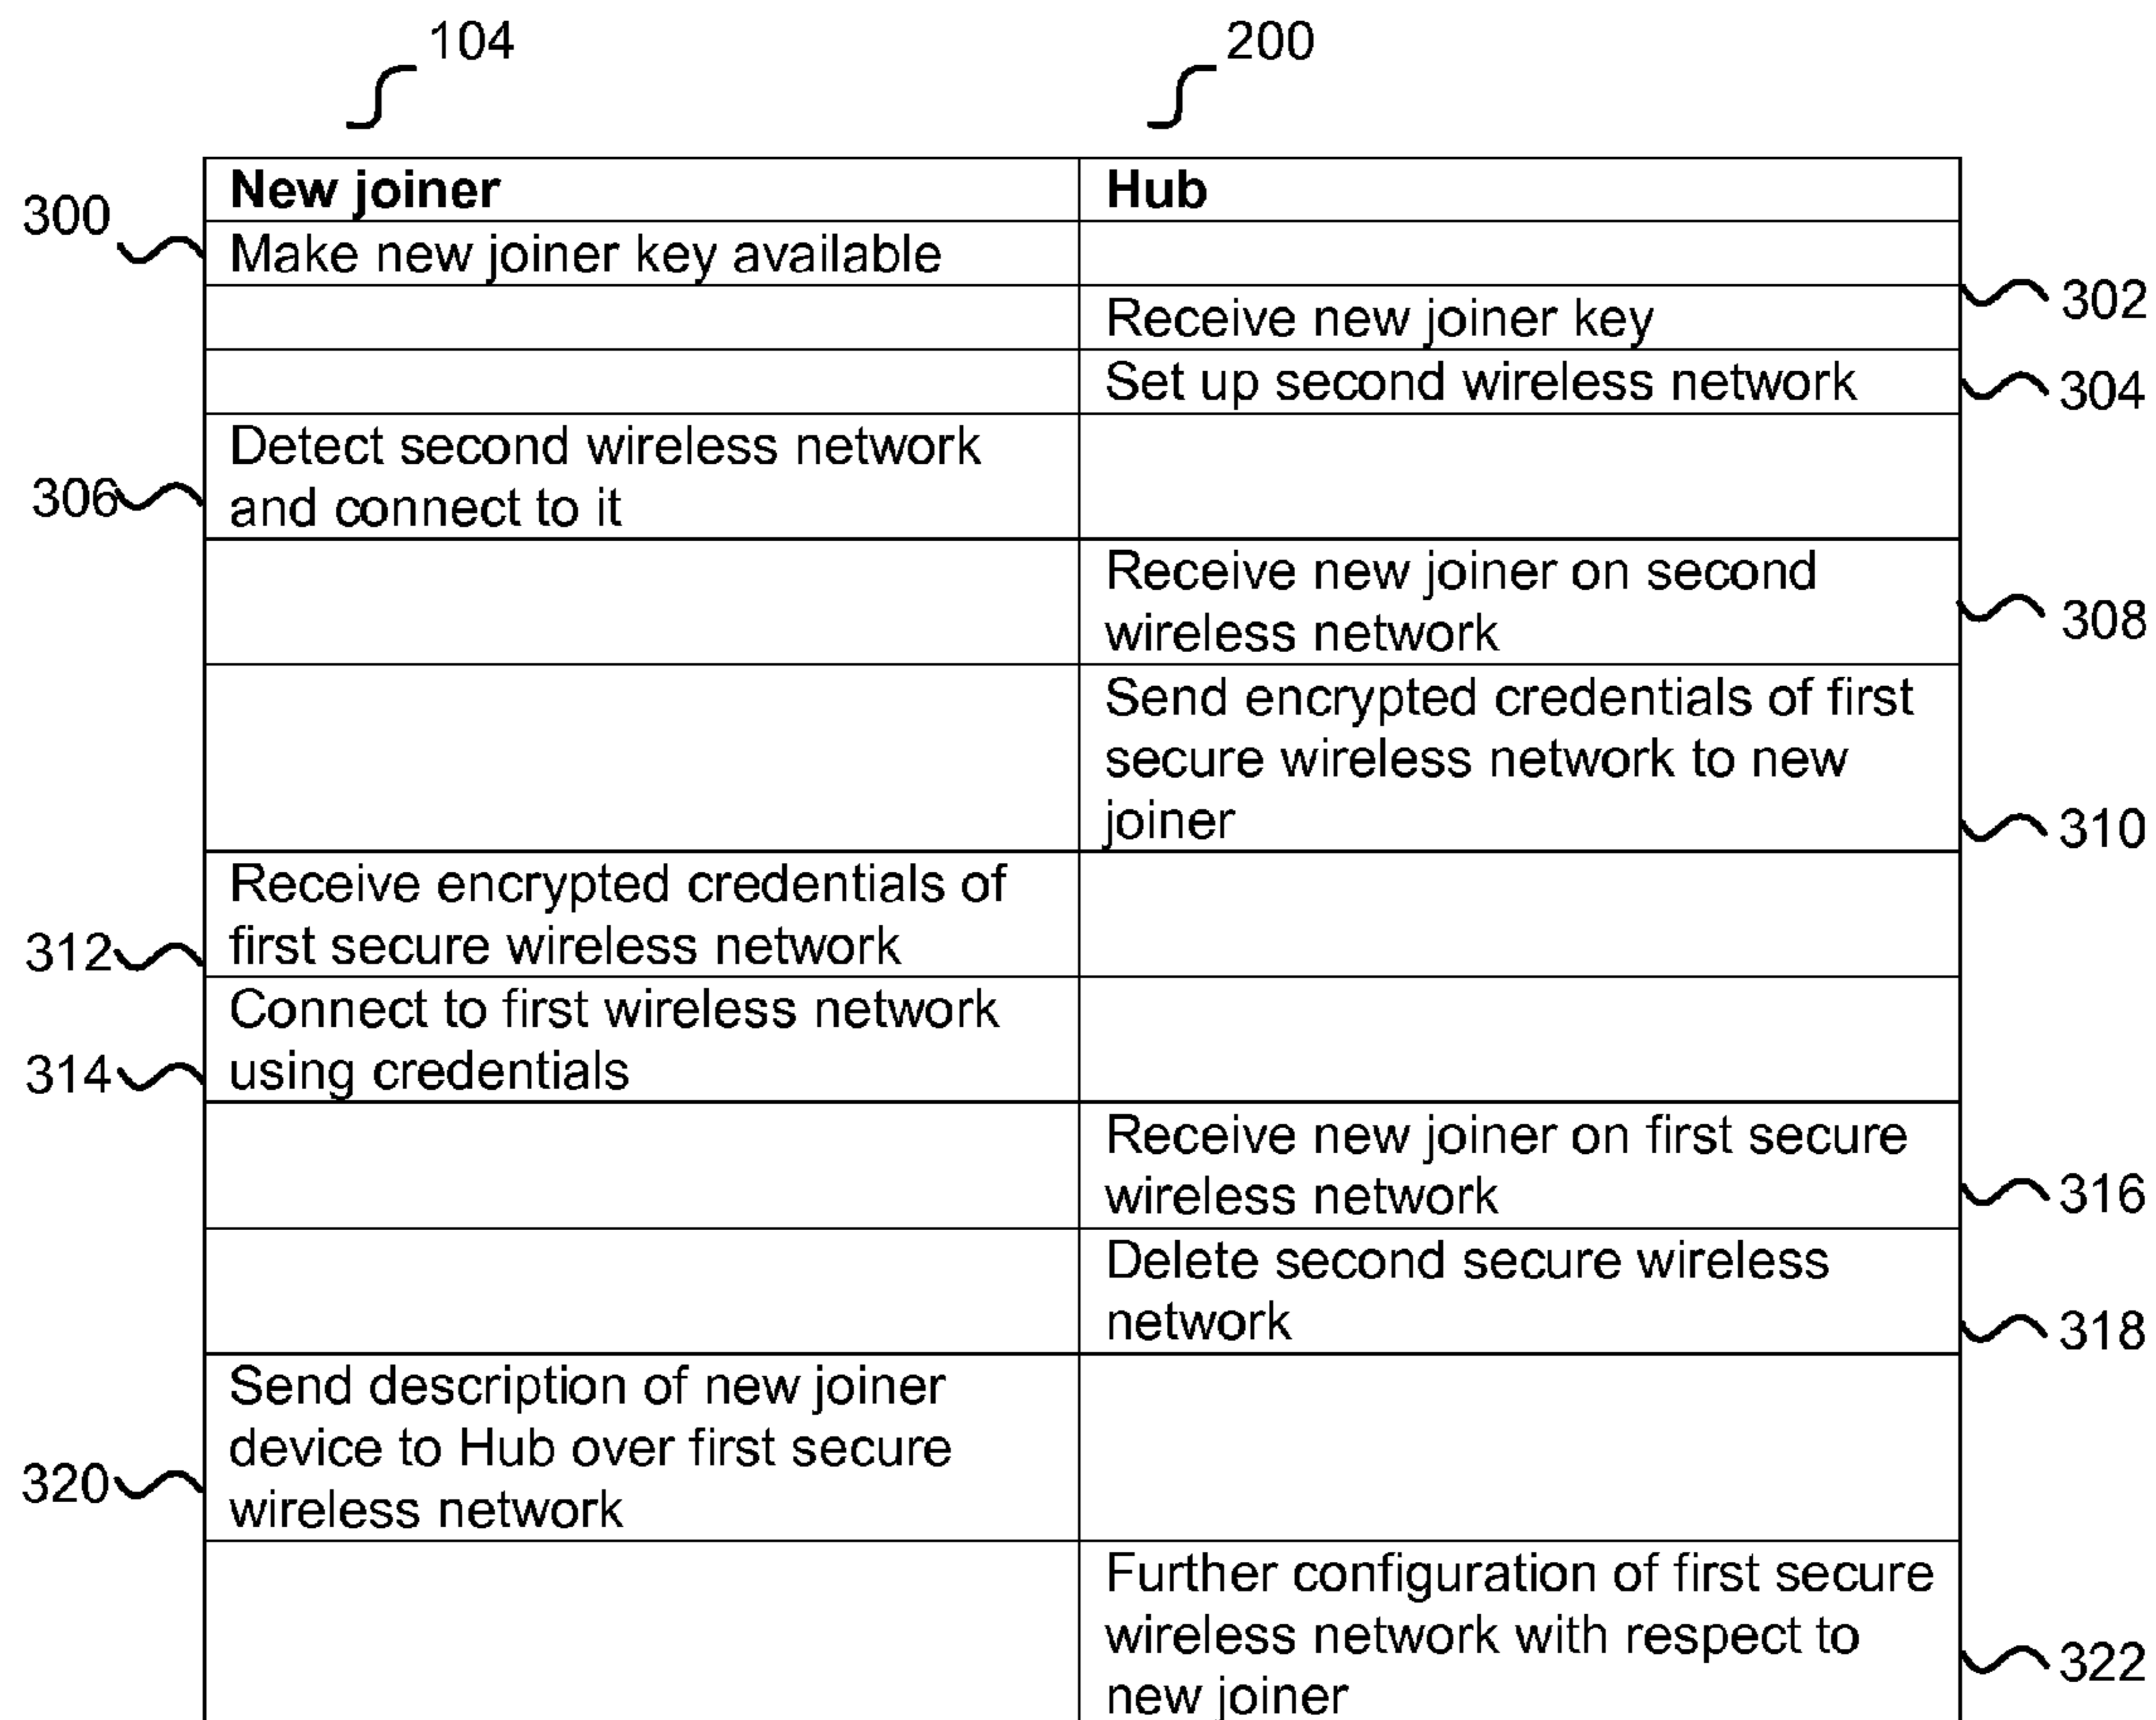 104
200
New joiner
Hub
300
Make new joiner key available
302
Receive new joiner key
Set up second wireless network
304
Detect second wireless network
306
and connect to it
Receive new joiner on second
wireless network
308
Send encrypted credentials of first
secure wireless network to new
joiner
310
Receive encrypted credentials of
312
first secure wireless network
Connect to first wireless network
314
using credentials
Receive new joiner on first secure
wireless network
316
Delete second secure wireless
network
318
Send description of new joiner
device to Hub over first secure
320
wireless network
Further configuration of first secure
wireless network with respect to
322
new joiner